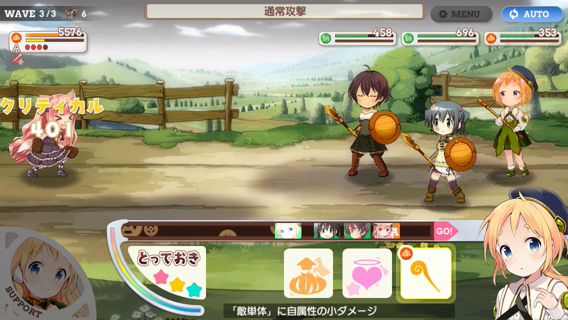 WAVE 3/3 6
通常攻撃
MENU
AUTO
5576
A
458
696
353
クリティカル
401
A
GO!
とっておき
SUPPORT
「敵単体」に自属性の小ダメージ